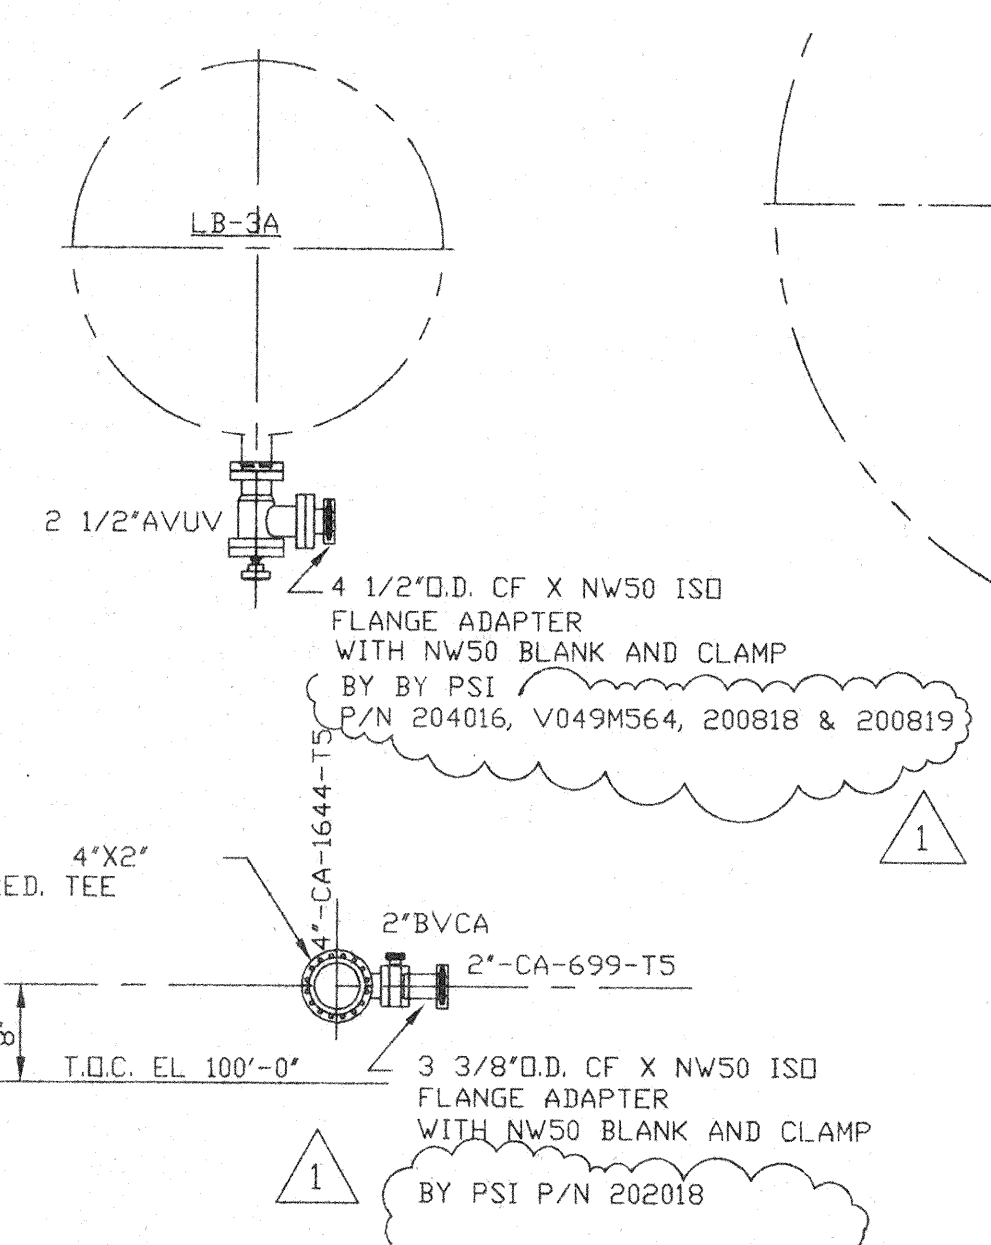 LB-3A
2 1/2"AVUV
4 1/2"O.D. CF X NW50 ISO
FLANGE ADAPTER
WITH NW50 BLANK AND CLAMP
BY BY PSI
P/N 204016, V049M564, 200818 & 200819
1
4"-CA-1644-T5
4"X2"
ED. TEE
2"BVCA
2"-CA-699-T5
8"
T.O.C. EL 100'-0"
3 3/8"O.D. CF X NW50 ISO
FLANGE ADAPTER
WITH NW50 BLANK AND CLAMP
1
BY PSI P/N 202018